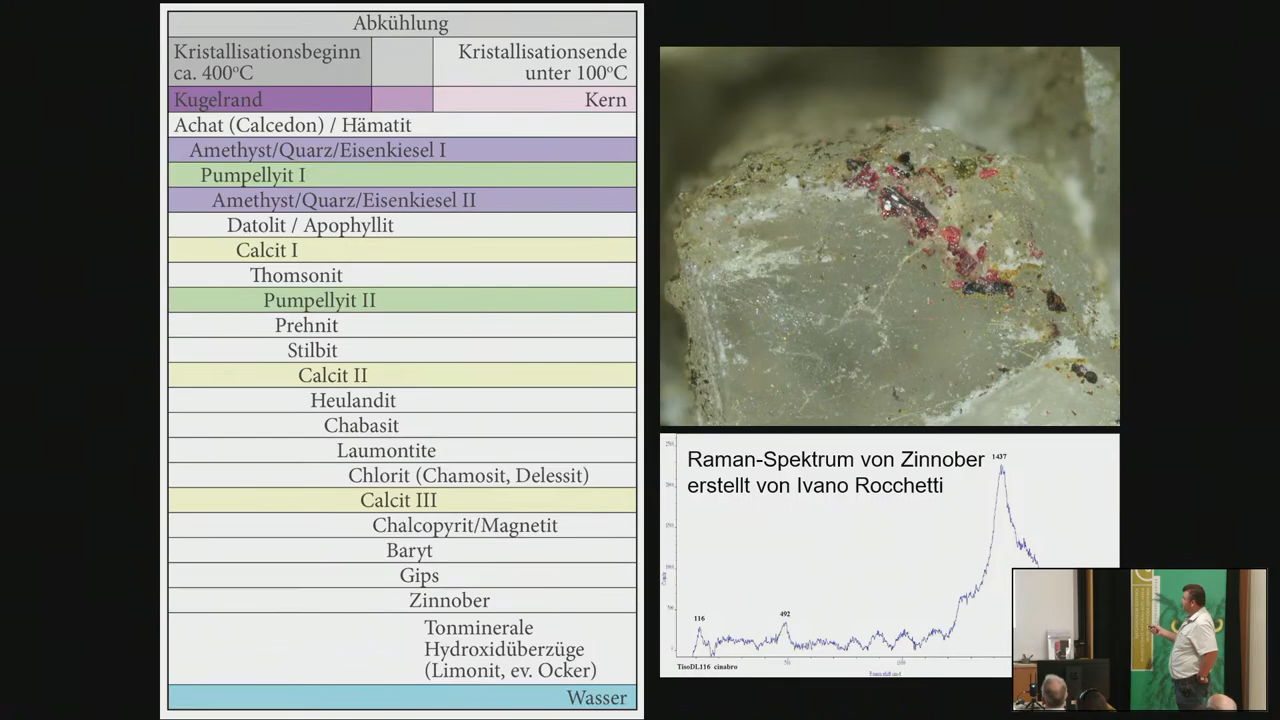 Abkühlung
Kristallisationsbeginn
ca. 400°C
Kristallisationsende
unter 100°C
Kugelrand
Kern
Achat (Calcedon) / Hämatit
Amethyst/Quarz/Eisenkiesel I
Pumpellyit I
Amethyst/Quarz/Eisenkiesel II
Datolit / Apophyllit
Calcit I
Thomsonit
Pumpellyit II
Prehnit
Stilbit
Calcit II
Heulandit
Chabasit
Laumontite
Chlorit (Chamosit, Delessit)
Calcit III
Chalcopyrit/Magnetit
Baryt
Gips
Zinnober
Tonminerale
Hydroxidüberzüge
(Limonit, ev. Ocker)
Wasser
Raman-Spektrum von Zinnober
erstellt von Ivano Rocchetti
1437
116
492
TisoDL116 cinabro